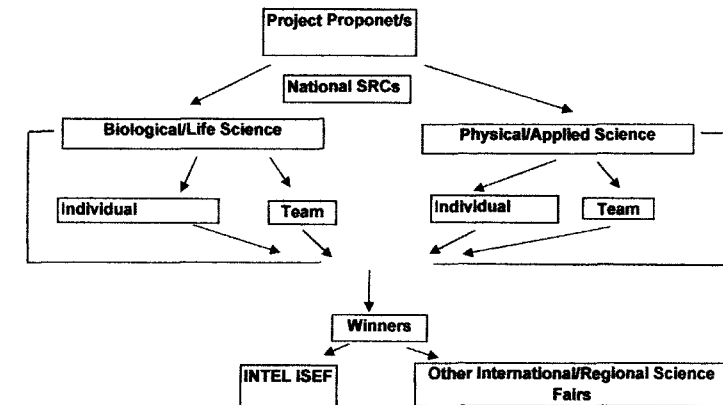 Project Proponet/s
National SRCs
Biological/Life Science
Physical/Applied Science
Individual
Team
Individual
Team
Winners
INTEL ISEF
Other International/Regional Science
Fairs